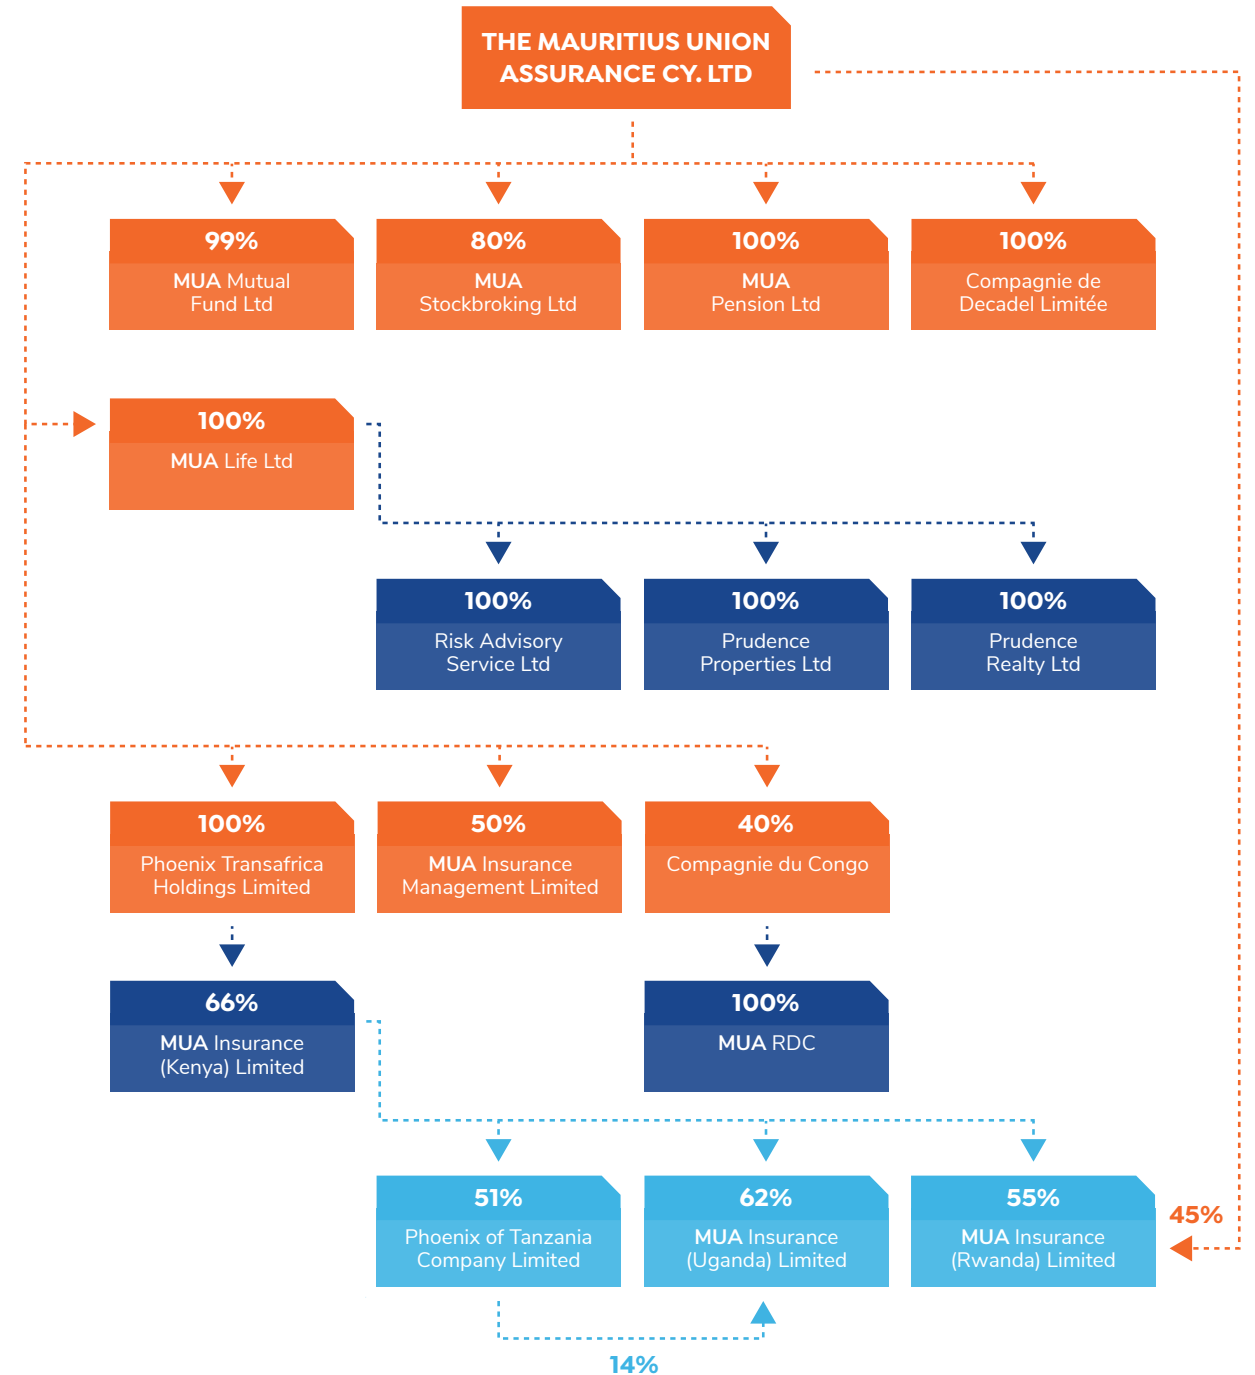 THE MAURITIUS UNION
ASSURANCE CY. LTD
99%
MUA Mutual
Fund Ltd
80%
MUA
Stockbroking Ltd
100%
MUA
Pension Ltd
100%
Compagnie de
Decadel Limitée
100%
MUA Life Ltd
100%
Risk Advisory
Service Ltd
100%
Prudence
Properties Ltd
100%
Prudence
Realty Ltd
100%
Phoenix Transafrica
Holdings Limited
50%
MUA Insurance
Management Limited
40%
Compagnie du Congo
66%
MUA Insurance
(Kenya) Limited
100%
MUA RDC
51%
Phoenix of Tanzania
Company Limited
62%
MUA Insurance
(Uganda) Limited
55%
MUA Insurance
(Rwanda) Limited
45%
14%